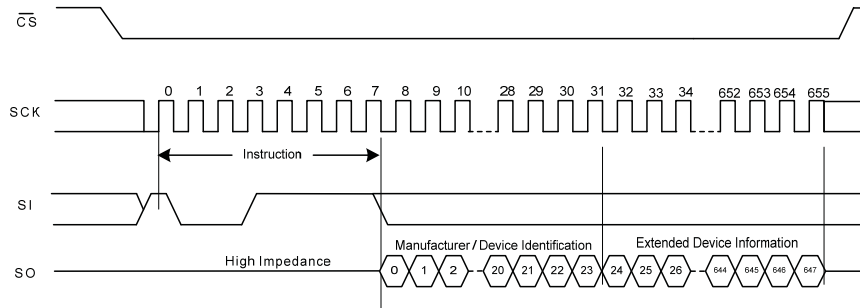 CS
0 1 2 3 4 5 6 7 8 9 10 28 29 30 31 32 33 34 652 653 654 655
SCK
Instruction
SI
Manufacturer / Device Identification Extended Device Information
High Impedance
SO 0 1 2 20 21 22 23 24 25 26 644 645 646 647